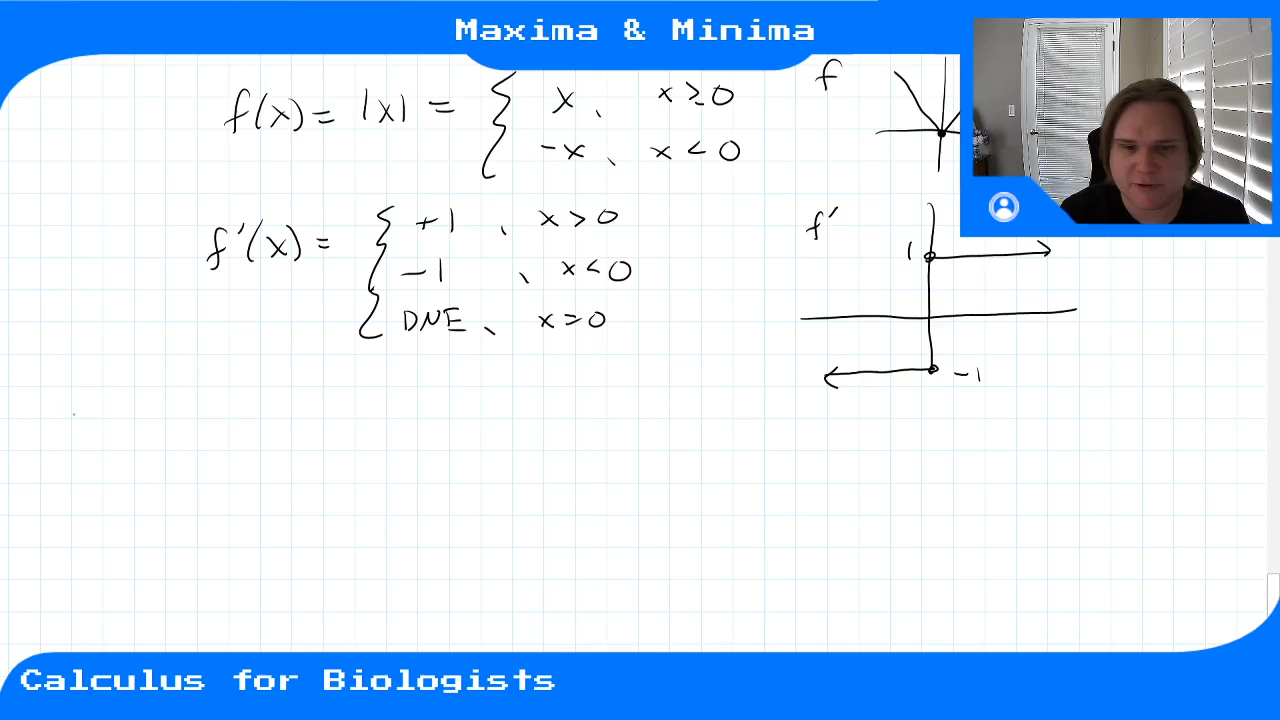 Maxima & Minima
f(x) = |x| = { x, x ≥ 0
-x, x < 0
f
f'(x) = { +1, x > 0
-1, x < 0
DNE, x = 0
f'
1
-1
Calculus for Biologists